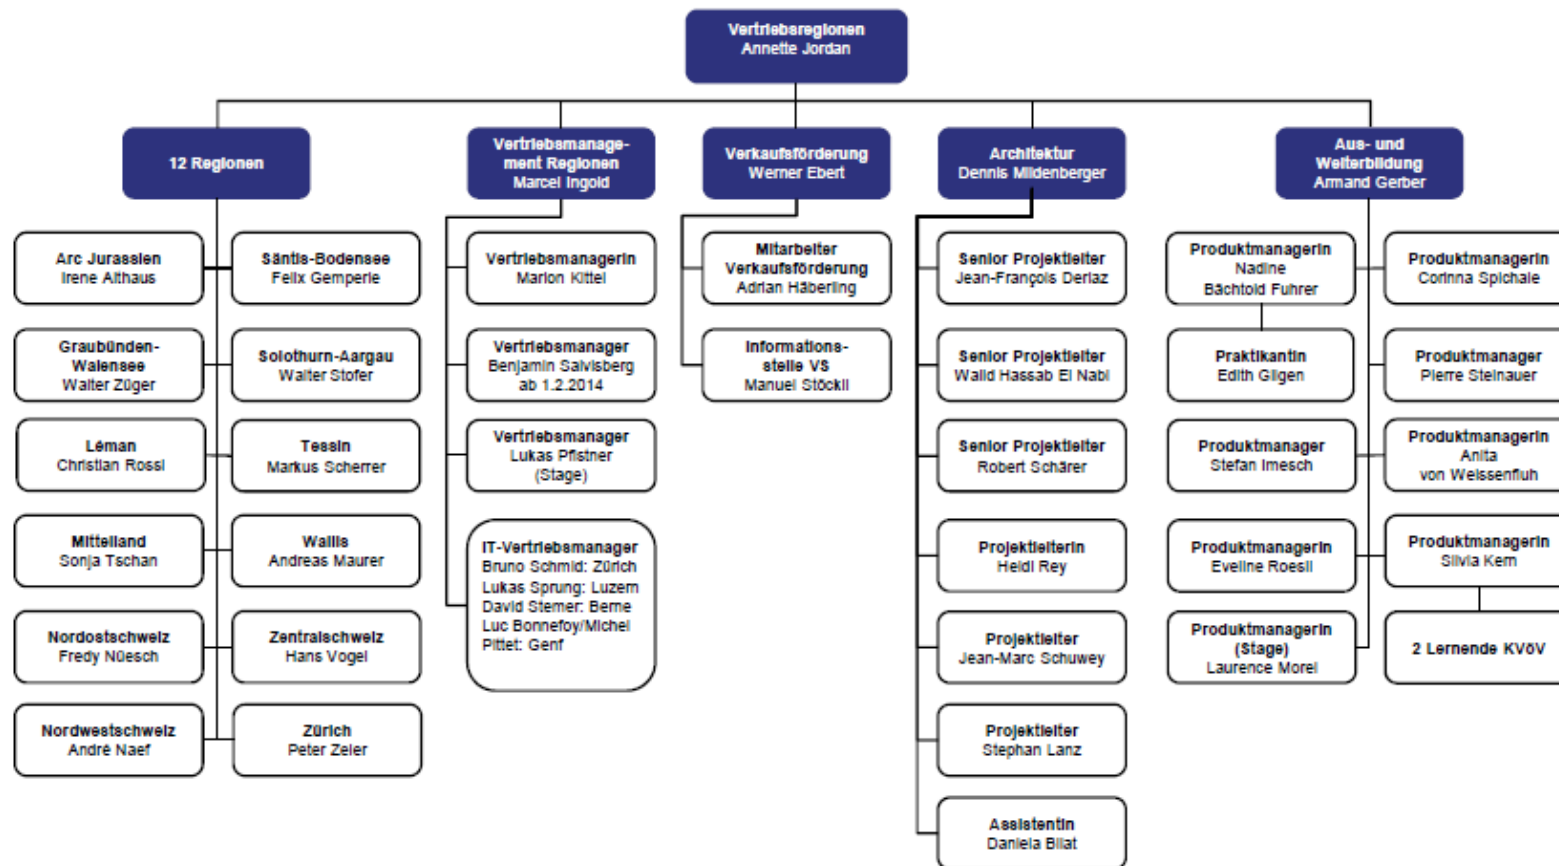 Vertriebsregionen
Annette Jordan
12 Regionen
Vertriebsmanage-
ment Regionen
Marcel Ingold
Verkaufsförderung
Werner Ebert
Architektur
Dennis Mildenberger
Aus- und
Weiterbildung
Armand Gerber
Arc Jurassien
Irene Althaus
Säntis-Bodensee
Felix Gemperle
Graubünden-
Walensee
Walter Züger
Solothurn-Aargau
Walter Stofer
Léman
Christian Rossi
Tessin
Markus Scherrer
Mittelland
Sonja Tschan
Wallis
Andreas Maurer
Nordostschweiz
Fredy Nüesch
Zentralschweiz
Hans Vogel
Nordwestschweiz
André Naef
Zürich
Peter Zeler
Vertriebsmanagerin
Marion Kittel
Vertriebsmanager
Benjamin Salvisberg
ab 1.2.2014
Vertriebsmanager
Lukas Pfistner
(Stage)
IT-Vertriebsmanager
Bruno Schmid: Zürich
Lukas Sprung: Luzern
David Sterner: Berne
Luc Bonnefoy/Michel
Pittet: Genf
Mitarbeiter
Verkaufsförderung
Adrian Häberling
Informations-
stelle VS
Manuel Stöckli
Senior Projektleiter
Jean-François Deriaz
Senior Projektleiter
Walid Hassab El Nabi
Senior Projektleiter
Robert Schärer
Projektleiterin
Heidi Rey
Projektleiter
Jean-Marc Schuwey
Projektleiter
Stephan Lanz
Assistentin
Daniela Bilat
Produktmanagerin
Nadine
Bächtold Fuhrer
Praktikantin
Edith Gilgen
Produktmanager
Stefan Imesch
Produktmanagerin
Eveline Roesli
Produktmanagerin
(Stage)
Laurence Morel
Produktmanagerin
Corinna Spichale
Produktmanager
Pierre Steinauer
Produktmanagerin
Anita
von Weissenfluh
Produktmanagerin
Silvia Kern
2 Lernende KVöV